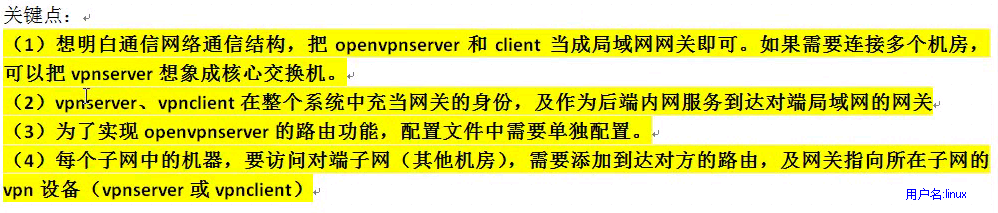 关键点：
（1）想明白通信网络通信结构，把 openvpnserver 和 client 当成局域网网关即可。如果需要连接多个机房，
可以把 vpnserver 想象成核心交换机。
（2）vpnserver、vpnclient 在整个系统中充当网关的身份，及作为后端内网服务到达对端局域网的网关
（3）为了实现 openvpnserver 的路由功能，配置文件中需要单独配置。
（4）每个子网中的机器，要访问对端子网（其他机房），需要添加到达对方的路由，及网关指向所在子网的
vpn 设备（vpnserver 或 vpnclient）
用户名:linux